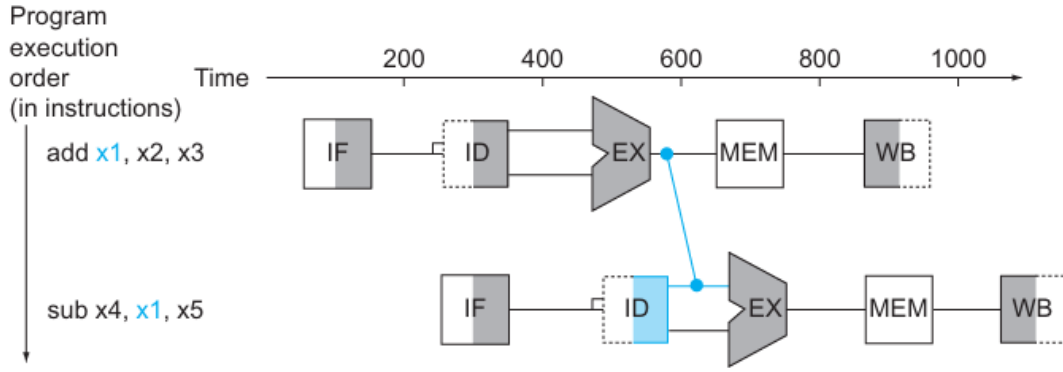 Program
execution
order
(in instructions)
Time
200 400 600 800 1000
add x1, x2, x3
IF ID EX MEM WB
sub x4, x1, x5
IF ID EX MEM WB